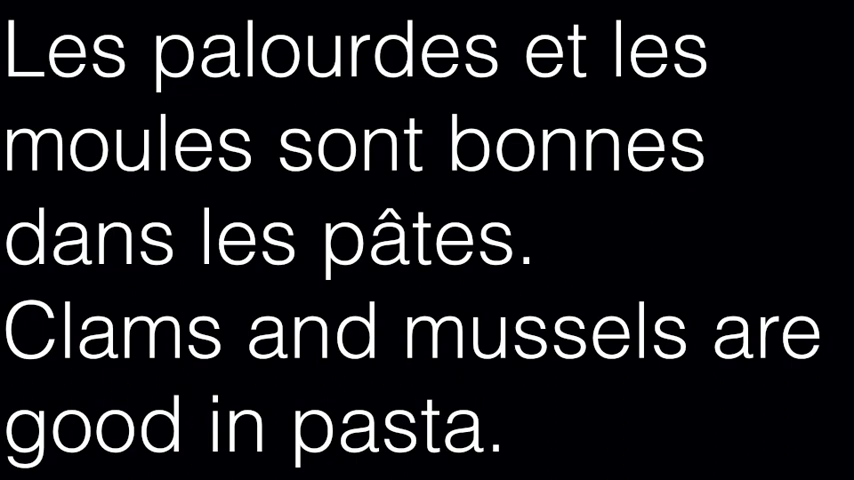 Les palourdes et les
moules sont bonnes
dans les pâtes.
Clams and mussels are
good in pasta.